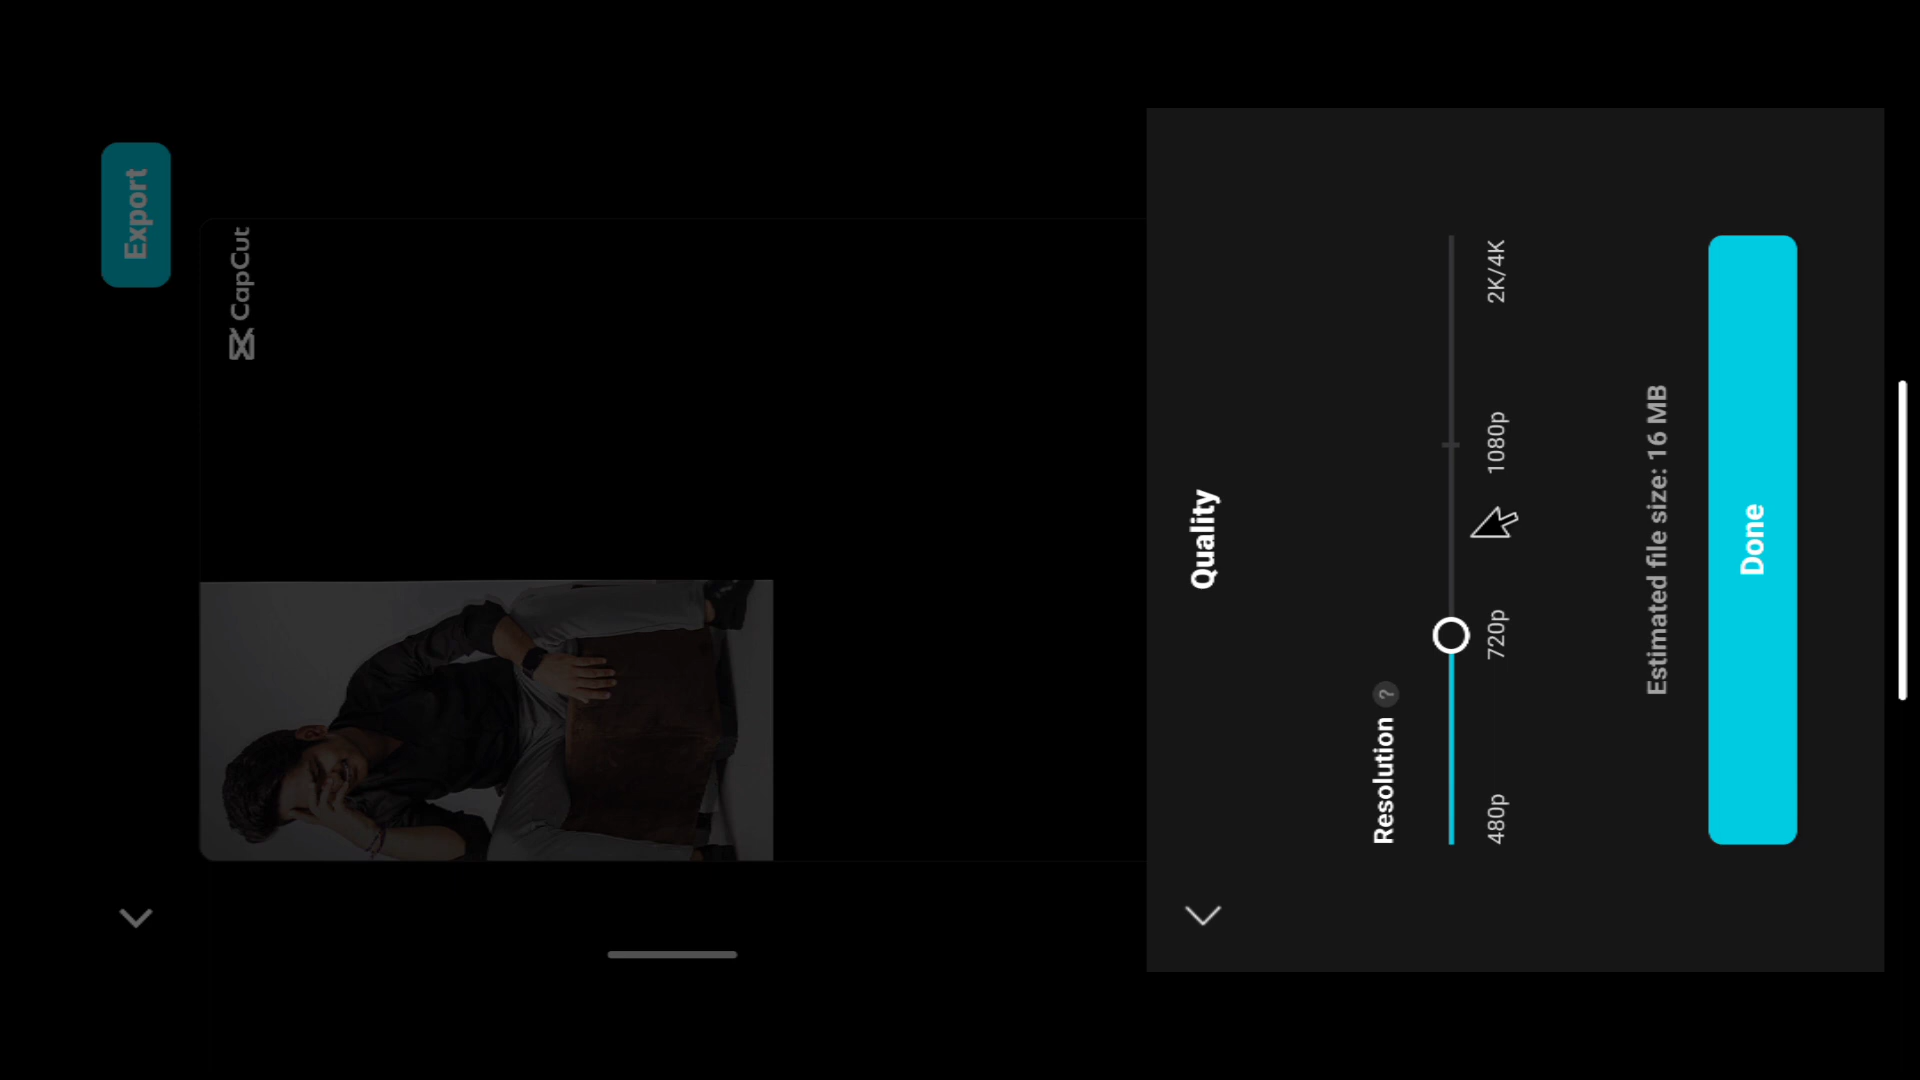 Export
CapCut
Quality
Resolution ?
480p 720p 1080p 2K/4K
Estimated file size: 16 MB
Done